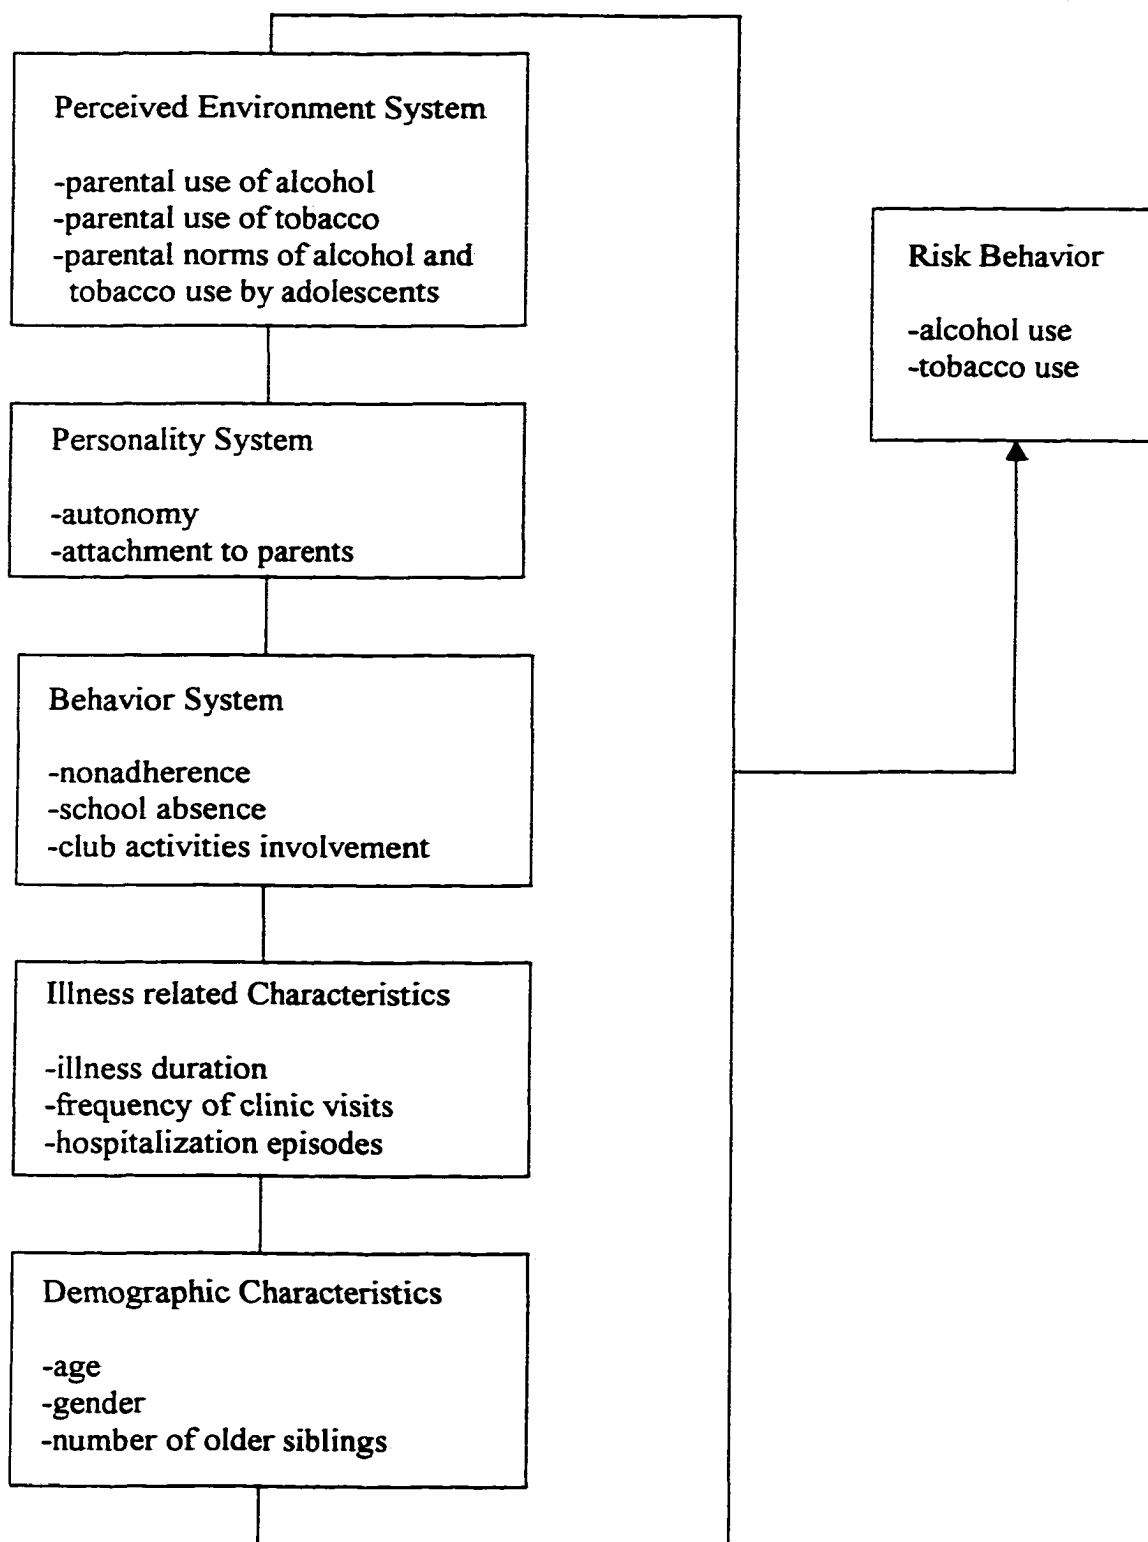 Perceived Environment System
-parental use of alcohol
-parental use of tobacco
-parental norms of alcohol and
tobacco use by adolescents
Risk Behavior
-alcohol use
-tobacco use
Personality System
-autonomy
-attachment to parents
Behavior System
-nonadherence
-school absence
-club activities involvement
Illness related Characteristics
-illness duration
-frequency of clinic visits
-hospitalization episodes
Demographic Characteristics
-age
-gender
-number of older siblings